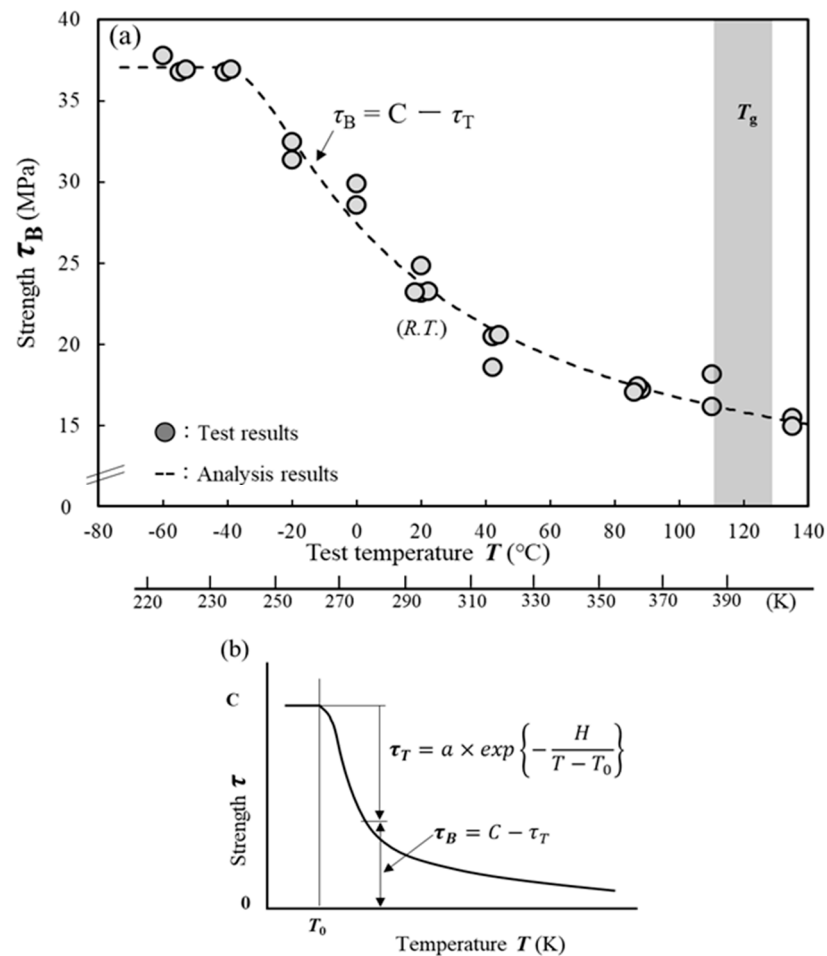 (a)
40
35
30
25
20
15
0
Strength τB (MPa)
τB = C − τT
Tg
(R.T.)
: Test results
: Analysis results
-80 -60 -40 -20 0 20 40 60 80 100 120 140
Test temperature T (°C)
220 230 250 270 290 310 330 350 370 390 (K)
(b)
C
τT = a × exp{−H/(T − T0)}
τB = C − τT
Strength τ
0
T0
Temperature T (K)